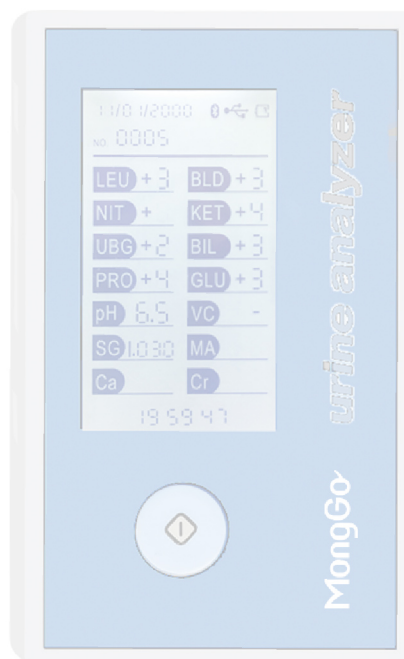 11/01/2000
NO. 0005
LEU +3 BLD +3
NIT + KET +4
UBG +2 BIL +3
PRO +4 GLU +3
pH 6.5 VC -
SG 1.030 MA
Ca Cr
19 59 47
urine analyzer
MongGo